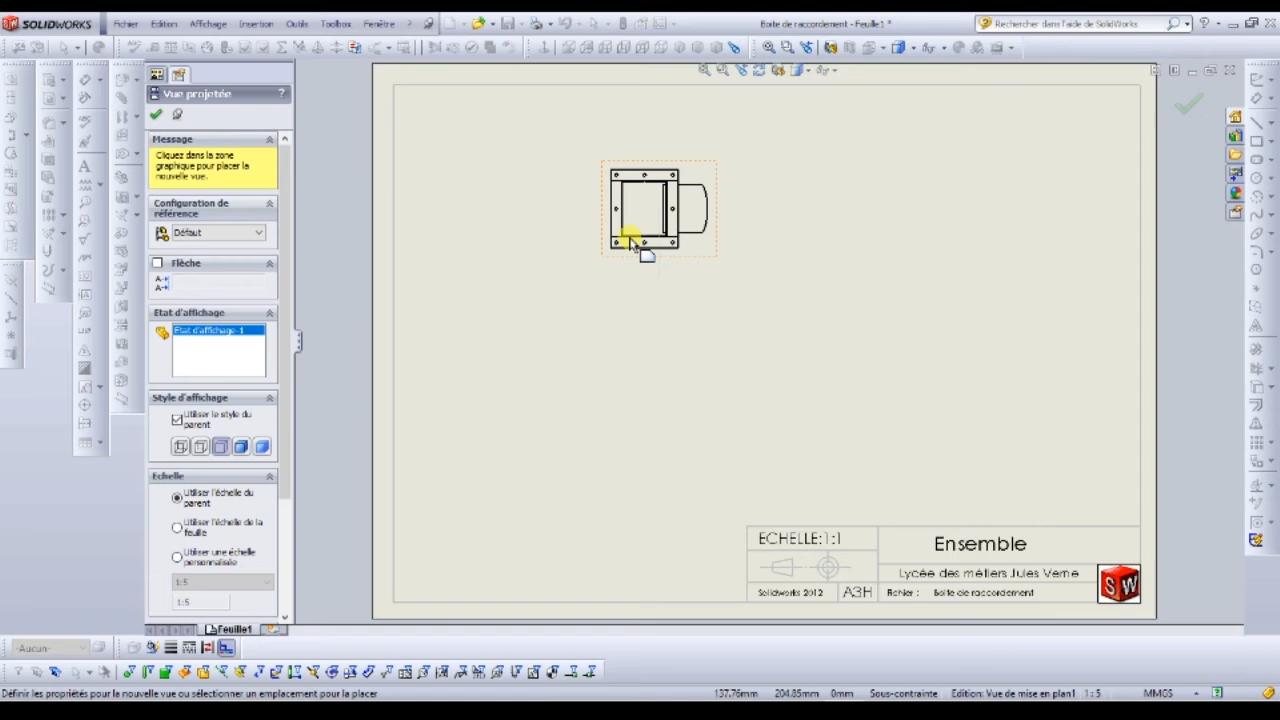 SOLIDWORKS Fichier Edition Affichage Insertion Outils Toolbox Fenêtre Boite de raccordement - Feuille1 * Rechercher dans l'aide de SolidWorks
Vue projetée ?
Message
Cliquez dans la zone
graphique pour placer la
nouvelle vue.
Configuration de
référence
Défaut
Flèche
Etat d'affichage
Etat d'affichage-1
Style d'affichage
Utiliser le style du
parent
Echelle
Utiliser l'échelle du
parent
Utiliser l'échelle de la
feuille
Utiliser une échelle
personnalisée
1:5
1:5
ECHELLE:1:1
Ensemble
Lycée des métiers Jules Verne
Solidworks 2012 A3H Fichier : Boite de raccordement
SW
Feuille1
-Aucun-
Définir les propriétés pour la nouvelle vue ou sélectionner un emplacement pour la placer 137.76mm 204.85mm 0mm Sous-contrainte Edition: Vue de mise en plan1 1 : 5 MMGS